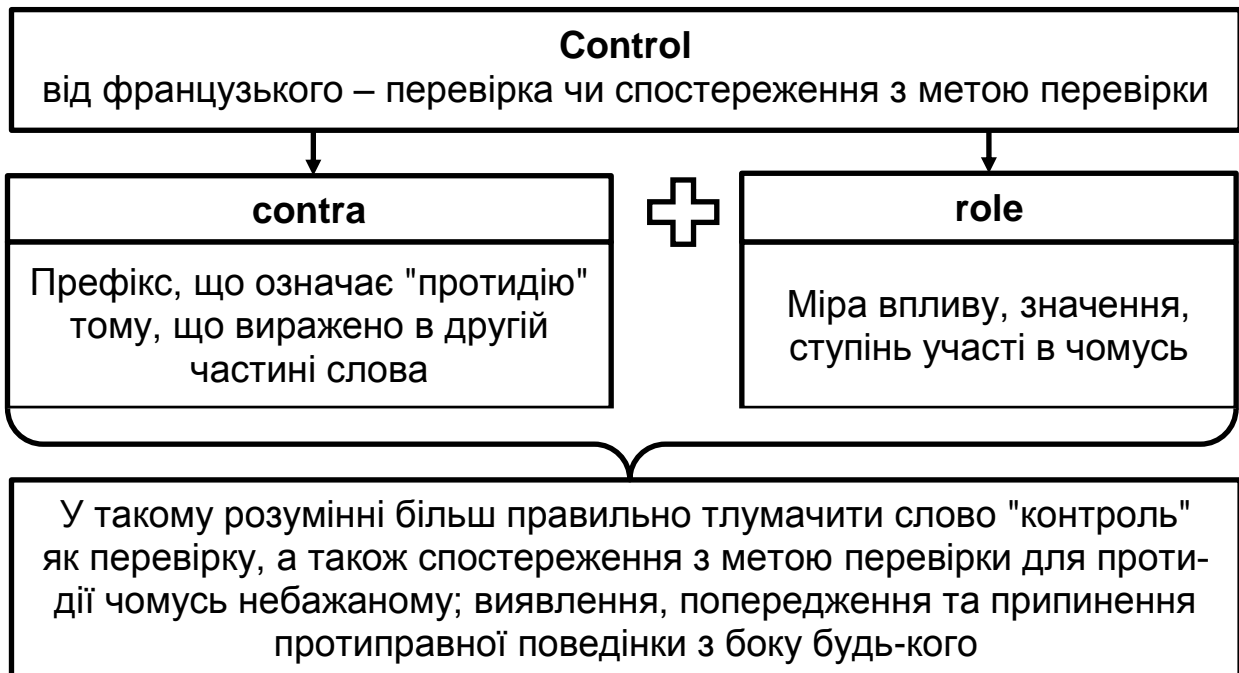 Control
від французького – перевірка чи спостереження з метою перевірки
contra
Префікс, що означає "протидію"
тому, що виражено в другій
частині слова
role
Міра впливу, значення,
ступінь участі в чомусь
У такому розумінні більш правильно тлумачити слово "контроль"
як перевірку, а також спостереження з метою перевірки для проти-
дії чомусь небажаному; виявлення, попередження та припинення
протиправної поведінки з боку будь-кого